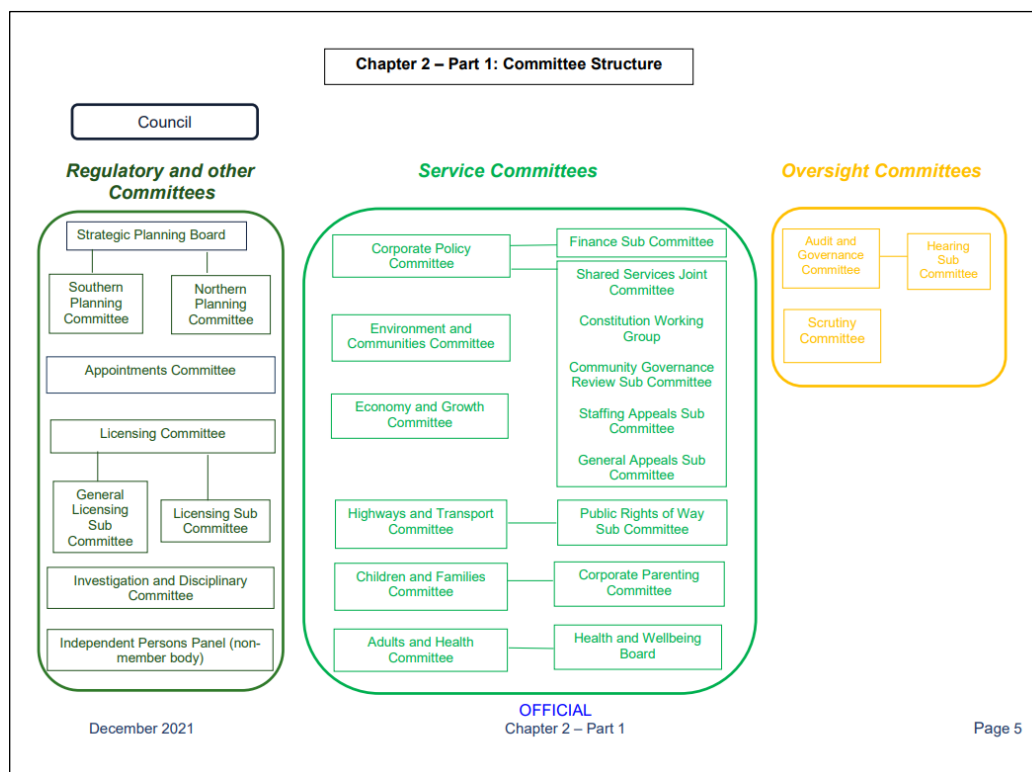 Chapter 2 – Part 1: Committee Structure
Council
Regulatory and other
Committees
Strategic Planning Board
Southern
Planning
Committee
Northern
Planning
Committee
Appointments Committee
Licensing Committee
General
Licensing
Sub
Committee
Licensing Sub
Committee
Investigation and Disciplinary
Committee
Independent Persons Panel (non-
member body)
Service Committees
Corporate Policy
Committee
Finance Sub Committee
Shared Services Joint
Committee
Constitution Working
Group
Community Governance
Review Sub Committee
Staffing Appeals Sub
Committee
General Appeals Sub
Committee
Environment and
Communities Committee
Economy and Growth
Committee
Highways and Transport
Committee
Public Rights of Way
Sub Committee
Children and Families
Committee
Corporate Parenting
Committee
Adults and Health
Committee
Health and Wellbeing
Board
Oversight Committees
Audit and
Governance
Committee
Hearing
Sub
Committee
Scrutiny
Committee
OFFICIAL
December 2021
Chapter 2 – Part 1
Page 5